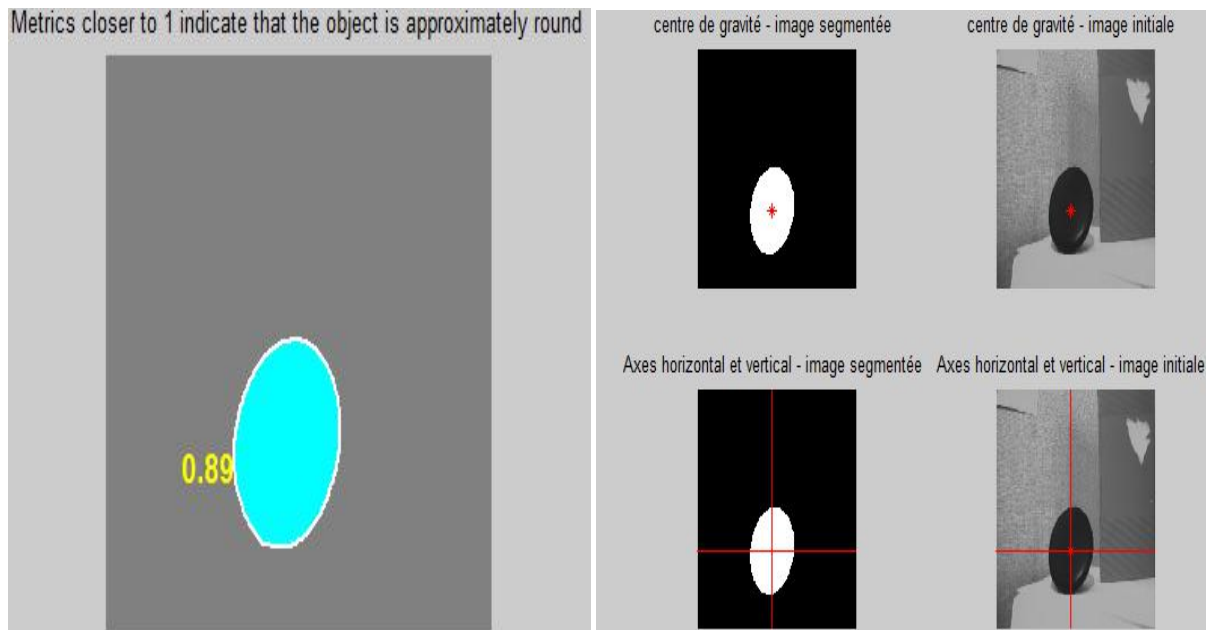 Metrics closer to 1 indicate that the object is approximately round
0.89
centre de gravité - image segmentée
centre de gravité - image initiale
Axes horizontal et vertical - image segmentée
Axes horizontal et vertical - image initiale